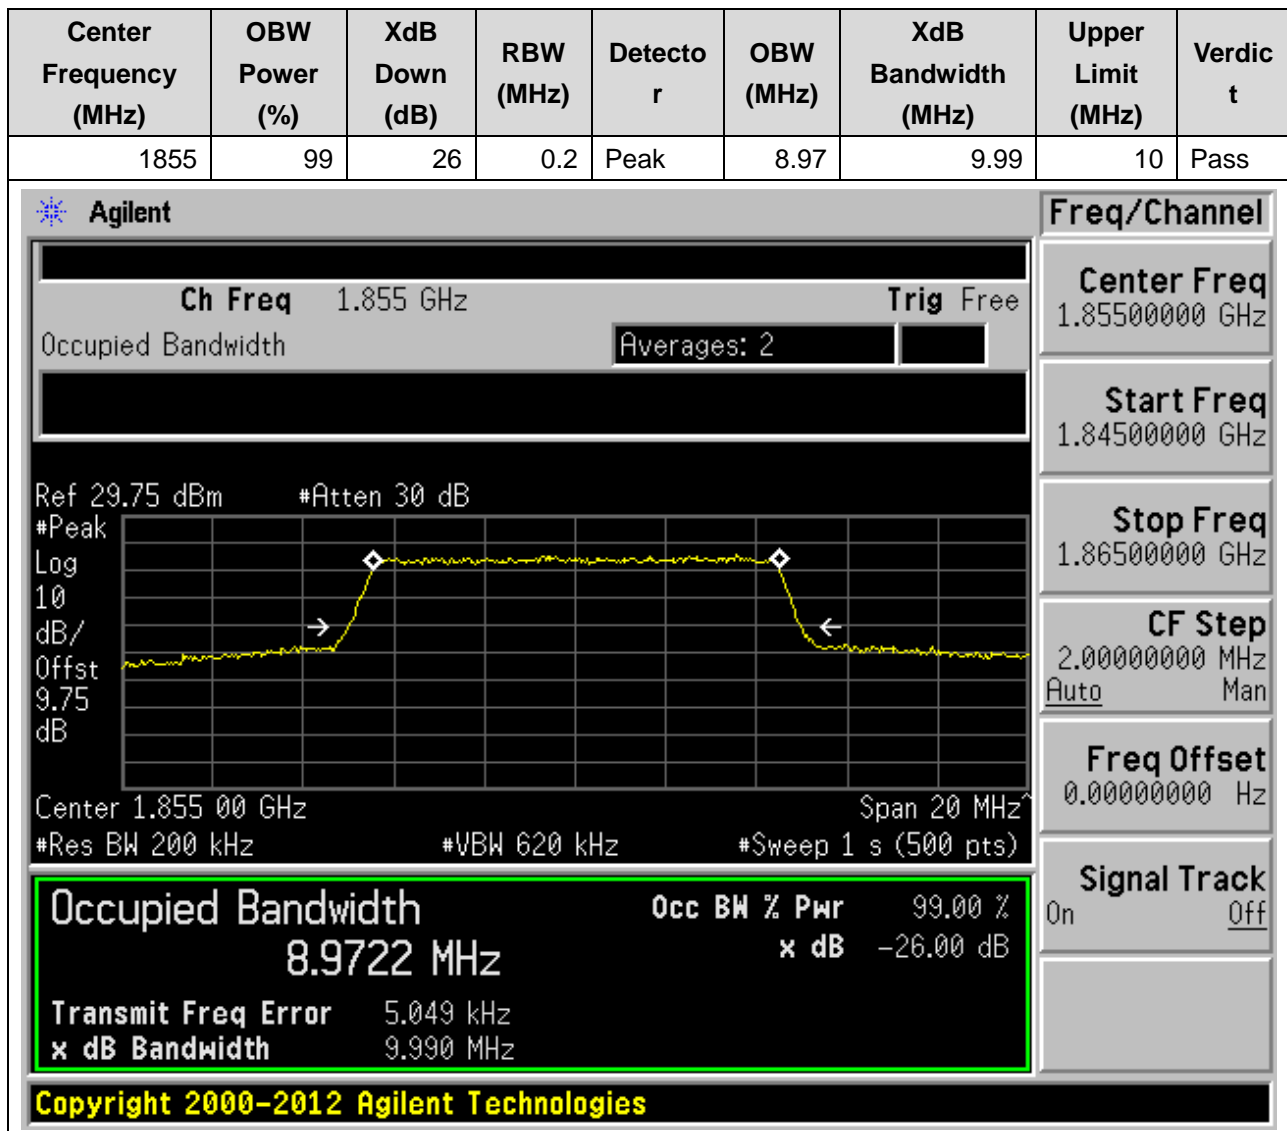 Center Frequency (MHz) OBW Power (%) XdB Down (dB) RBW (MHz) Detecto r OBW (MHz) XdB Bandwidth (MHz) Upper Limit (MHz) Verdic t
1855 99 26 0.2 Peak 8.97 9.99 10 Pass
Agilent
Freq/Channel
Ch Freq 1.855 GHz Trig Free
Occupied Bandwidth Averages: 2
Center Freq
1.85500000 GHz
Start Freq
1.84500000 GHz
Stop Freq
1.86500000 GHz
CF Step
2.00000000 MHz
Auto Man
Freq Offset
0.00000000 Hz
Signal Track
On Off
Ref 29.75 dBm #Atten 30 dB
#Peak
Log
10
dB/
Offst
9.75
dB
Center 1.855 00 GHz Span 20 MHz^
#Res BW 200 kHz #VBW 620 kHz #Sweep 1 s (500 pts)
Occupied Bandwidth Occ BW % Pwr 99.00 %
8.9722 MHz x dB -26.00 dB
Transmit Freq Error 5.049 kHz
x dB Bandwidth 9.990 MHz
Copyright 2000-2012 Agilent Technologies